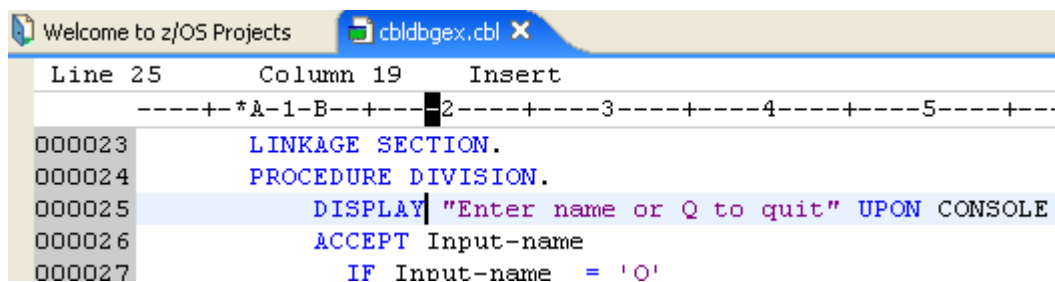 Welcome to z/OS Projects cbldbgex.cbl
Line 25 Column 19 Insert
----+-*A-1-B--+----2----+----3----+----4----+----5----+---
000023 LINKAGE SECTION.
000024 PROCEDURE DIVISION.
000025 DISPLAY "Enter name or Q to quit" UPON CONSOLE
000026 ACCEPT Input-name
000027 IF Input-name = 'Q'